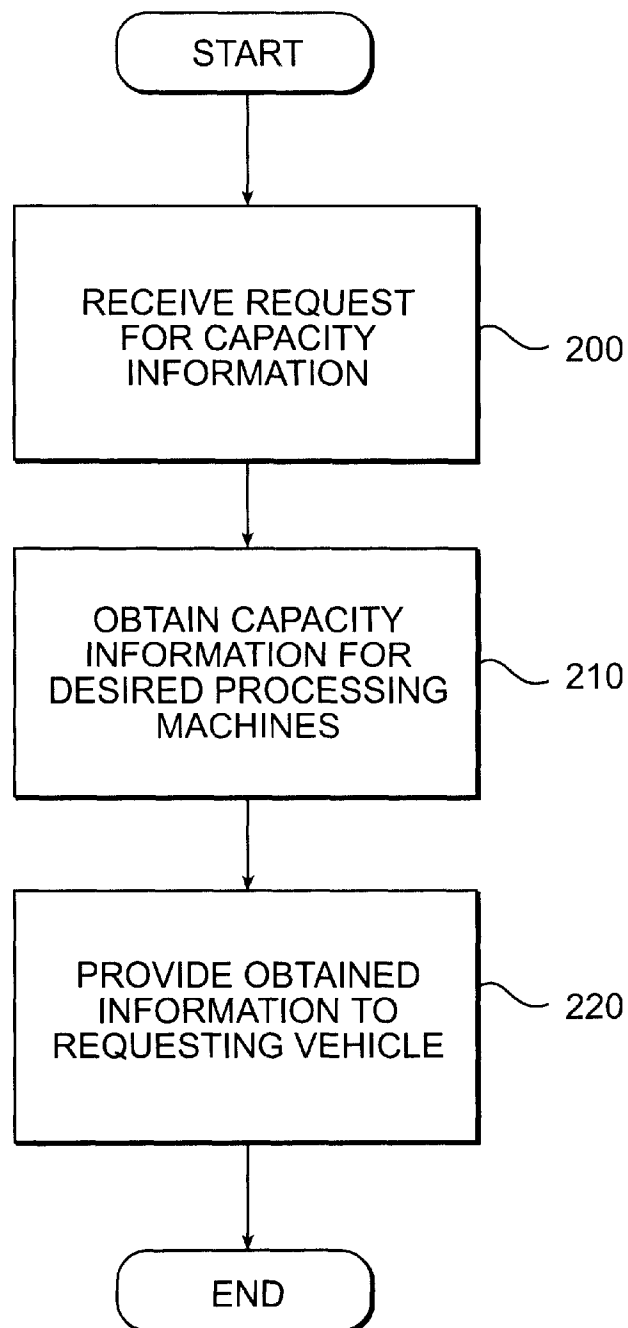 START
RECEIVE REQUEST
FOR CAPACITY
INFORMATION
200
OBTAIN CAPACITY
INFORMATION FOR
DESIRED PROCESSING
MACHINES
210
PROVIDE OBTAINED
INFORMATION TO
REQUESTING VEHICLE
220
END